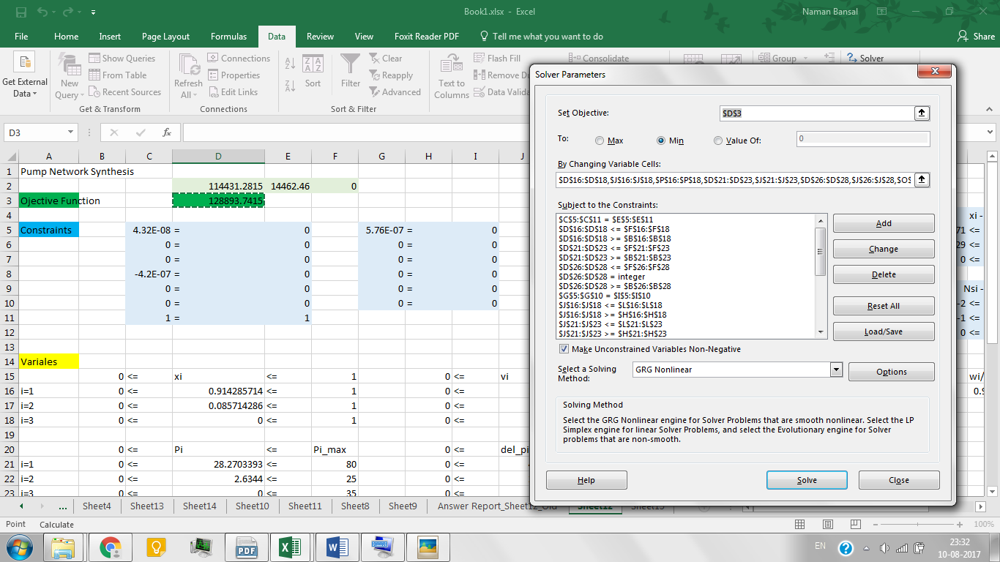 Book1.xlsx - Excel
Naman Bansal
File Home Insert Page Layout Formulas Data Review View Foxit Reader PDF Tell me what you want to do Share
Get External Data
New Query
Show Queries
From Table
Recent Sources
Get & Transform
Refresh All
Connections
Properties
Edit Links
Connections
Sort
Filter
Clear
Reapply
Advanced
Sort & Filter
Text to Columns
Flash Fill
Remove Du
Data Valida
Consolidate
Group
Solver
D3
fx
A B C D E F G H I J
1 Pump Network Synthesis
2 114431.2815 14462.46 0
3 Ojective Function 128893.7415
4 xi -
5 Constraints 4.32E-08 = 0 5.76E-07 = 0 71 <=
6 0 = 0 0 = 0 29 <=
7 0 = 0 0 = 0 0 <=
8 -4.2E-07 = 0 0 = 0
9 0 = 0 0 = 0 Nsi -
10 0 = 0 0 = 0 -2 <=
11 1 = 1 -1 <=
12 0 <=
13
14 Variales
15 0 <= xi <= 1 0 <= vi wi/
16 i=1 0 <= 0.914285714 <= 1 0 <= 0.9
17 i=2 0 <= 0.085714286 <= 1 0 <=
18 i=3 0 <= 0 <= 1 0 <=
19
20 0 <= Pi <= Pi_max 0 <= del_pi
21 i=1 0 <= 28.2703393 <= 80 0 <=
22 i=2 0 <= 2.6344 <= 25 0 <=
23 i=3 0 <= 0 <= 35 0 <=
Solver Parameters
Set Objective: $D$3
To: Max Min Value Of: 0
By Changing Variable Cells:
$D$16:$D$18,$J$16:$J$18,$P$16:$P$18,$D$21:$D$23,$J$21:$J$23,$D$26:$D$28,$J$26:$J$28,$O$
Subject to the Constraints:
$C$5:$C$11 = $E$5:$E$11
$D$16:$D$18 <= $F$16:$F$18
$D$16:$D$18 >= $B$16:$B$18
$D$21:$D$23 <= $F$21:$F$23
$D$21:$D$23 >= $B$21:$B$23
$D$26:$D$28 <= $F$26:$F$28
$D$26:$D$28 = integer
$D$26:$D$28 >= $B$26:$B$28
$G$5:$G$10 = $I$5:$I$10
$J$16:$J$18 <= $L$16:$L$18
$J$16:$J$18 >= $H$16:$H$18
$J$21:$J$23 <= $L$21:$L$23
$J$21:$J$23 >= $H$21:$H$23
Add
Change
Delete
Reset All
Load/Save
Make Unconstrained Variables Non-Negative
Select a Solving Method: GRG Nonlinear
Options
Solving Method
Select the GRG Nonlinear engine for Solver Problems that are smooth nonlinear. Select the LP
Simplex engine for linear Solver Problems, and select the Evolutionary engine for Solver
problems that are non-smooth.
Help Solve Close
... Sheet4 Sheet13 Sheet14 Sheet10 Sheet11 Sheet8 Sheet9 Answer Report_Sheet12_Old Sheet12 Sheet15
Point Calculate 100%
EN 23:32
10-08-2017